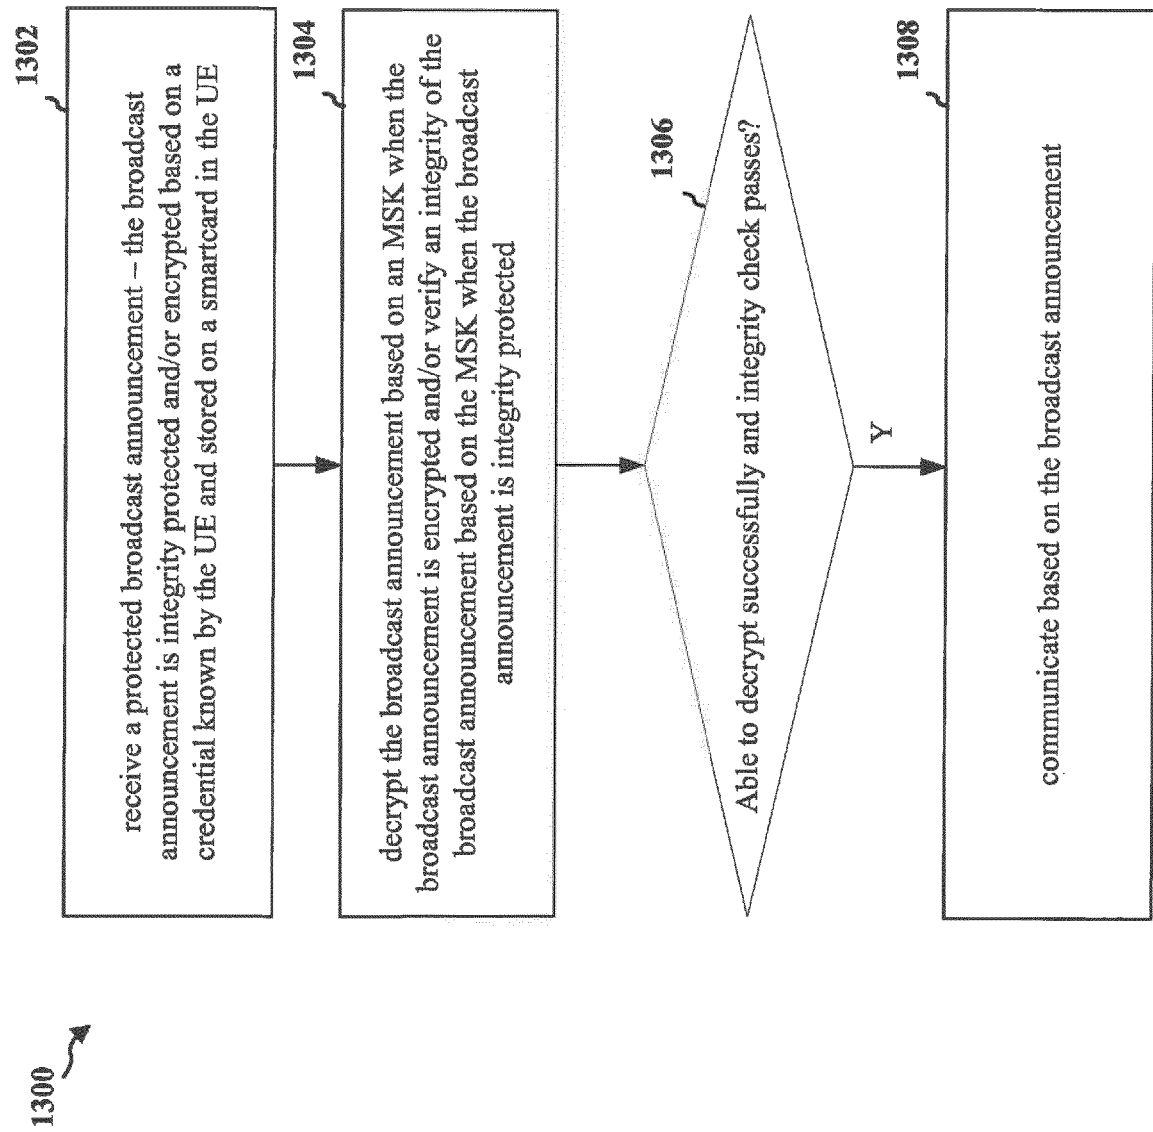 1300
1302
receive a protected broadcast announcement – the broadcast
announcement is integrity protected and/or encrypted based on a
credential known by the UE and stored on a smartcard in the UE
1304
decrypt the broadcast announcement based on an MSK when the
broadcast announcement is encrypted and/or verify an integrity of the
broadcast announcement based on the MSK when the broadcast
announcement is integrity protected
1306
Able to decrypt successfully and integrity check passes?
Y
1308
communicate based on the broadcast announcement